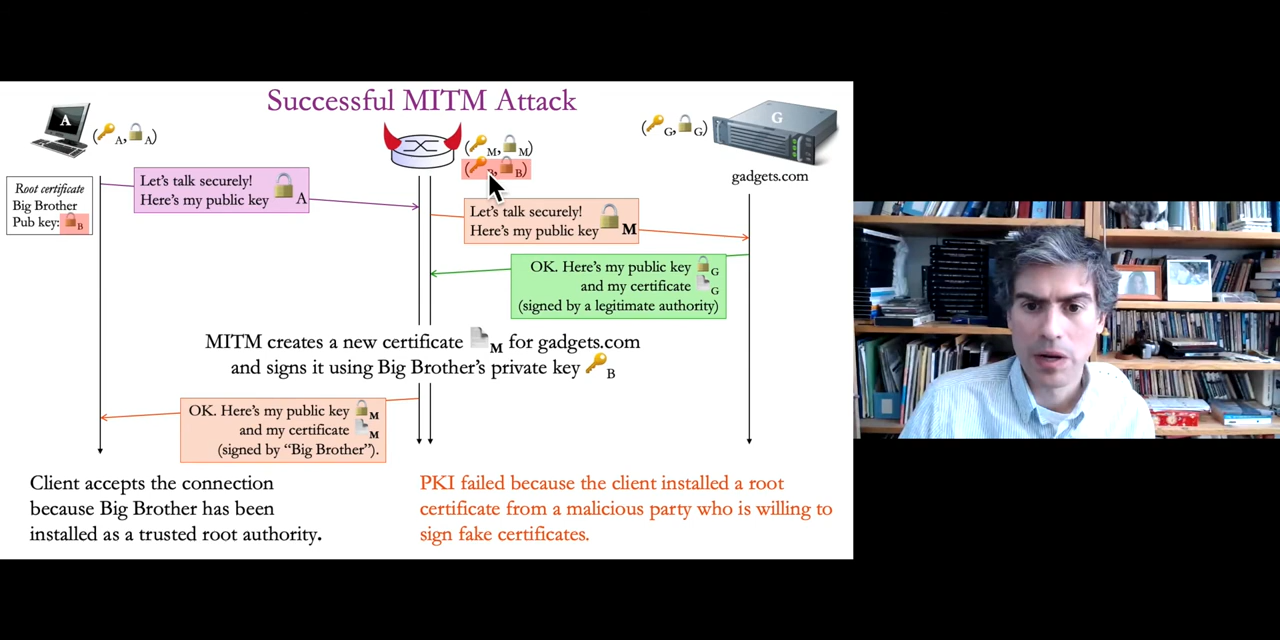 Successful MITM Attack
A
( A, A)
( M, M)
( B, B)
( G, G)
G
gadgets.com
Root certificate
Big Brother
Pub key: B
Let's talk securely!
Here's my public key A
Let's talk securely!
Here's my public key M
OK. Here's my public key G
and my certificate G
(signed by a legitimate authority)
MITM creates a new certificate M for gadgets.com
and signs it using Big Brother's private key B
OK. Here's my public key M
and my certificate M
(signed by “Big Brother”).
Client accepts the connection
because Big Brother has been
installed as a trusted root authority.
PKI failed because the client installed a root
certificate from a malicious party who is willing to
sign fake certificates.